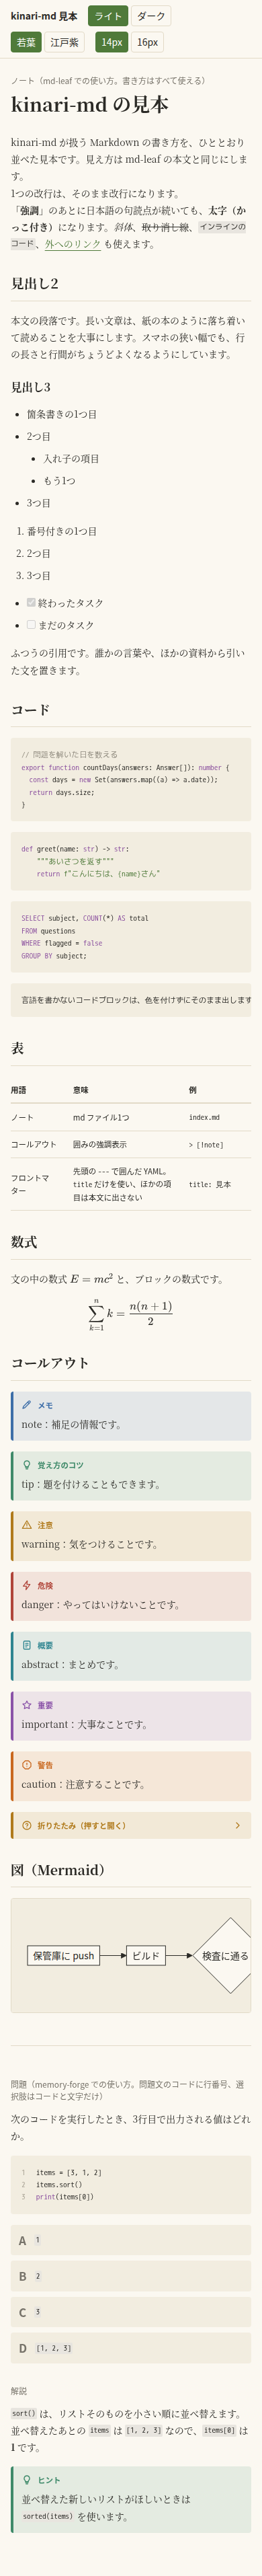 kinari-md 見本 ライト ダーク
若葉 江戸紫 14px 16px
ノート（md-leaf での使い方。書き方はすべて使える）
kinari-md の見本
kinari-md が扱う Markdown の書き方を、ひととおり
並べた見本です。見え方は md-leaf の本文と同じにしま
す。
1つの改行は、そのまま改行になります。
「強調」のあとに日本語の句読点が続いても、太字（か
っこ付き）になります。斜体、取り消し線、インラインの
コード、外へのリンク も使えます。
見出し2
本文の段落です。長い文章は、紙の本のように落ち着い
て読めることを大事にします。スマホの狭い幅でも、行
の長さと行間がちょうどよくなるようにしています。
見出し3
• 箇条書きの1つ目
• 2つ目
• 入れ子の項目
• もう1つ
• 3つ目
1. 番号付きの1つ目
2. 2つ目
3. 3つ目
• 終わったタスク
• まだのタスク
ふつうの引用です。誰かの言葉や、ほかの資料から引い
た文を置きます。
コード
// 問題を解いた日を数える
export function countDays(answers: Answer[]): number {
const days = new Set(answers.map((a) => a.date));
return days.size;
}
def greet(name: str) -> str:
"""あいさつを返す"""
return f"こんにちは、{name}さん"
SELECT subject, COUNT(*) AS total
FROM questions
WHERE flagged = false
GROUP BY subject;
言語を書かないコードブロックは、色を付けずにそのまま出します
表
用語 意味 例
ノート md ファイル1つ index.md
コールアウト 囲みの強調表示 > [!note]
フロントマ
ター
先頭の --- で囲んだ YAML。
title だけを使い、ほかの項
目は本文に出さない
title: 見本
数式
文の中の数式 E = mc² と、ブロックの数式です。
∑_{k=1}^{n} k = n(n + 1)/2
コールアウト
メモ
note：補足の情報です。
覚え方のコツ
tip：題を付けることもできます。
注意
warning：気をつけることです。
危険
danger：やってはいけないことです。
概要
abstract：まとめです。
重要
important：大事なことです。
警告
caution：注意することです。
折りたたみ（押すと開く）
図（Mermaid）
保管庫に push ビルド 検査に通る
問題（memory-forge での使い方。問題文のコードに行番号、選
択肢はコードと文字だけ）
次のコードを実行したとき、3行目で出力される値はどれ
か。
1 items = [3, 1, 2]
2 items.sort()
3 print(items[0])
A 1
B 2
C 3
D [1, 2, 3]
解説
sort() は、リストそのものを小さい順に並べ替えます。
並べ替えたあとの items は [1, 2, 3] なので、items[0] は
1 です。
ヒント
並べ替えた新しいリストがほしいときは
sorted(items) を使います。